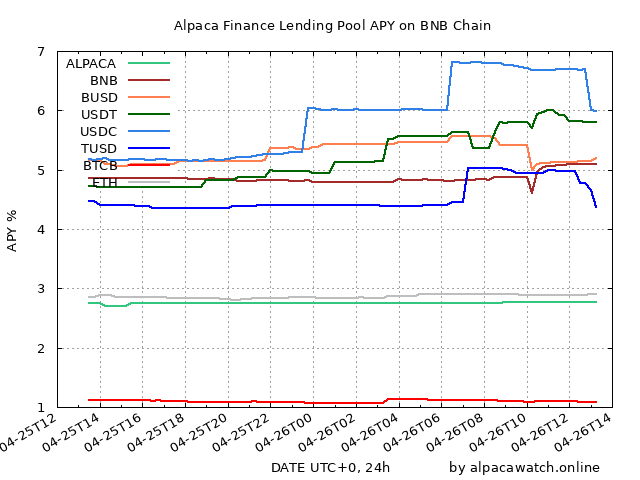 Alpaca Finance Lending Pool APY on BNB Chain
7
6
5
4
3
2
1
APY %
ALPACA
BNB
BUSD
USDT
USDC
TUSD
BTCB
ETH
04-25T12
04-25T14
04-25T16
04-25T18
04-25T20
04-25T22
04-26T00
04-26T02
04-26T04
04-26T06
04-26T08
04-26T10
04-26T12
04-26T14
DATE UTC+0, 24h
by alpacawatch.online